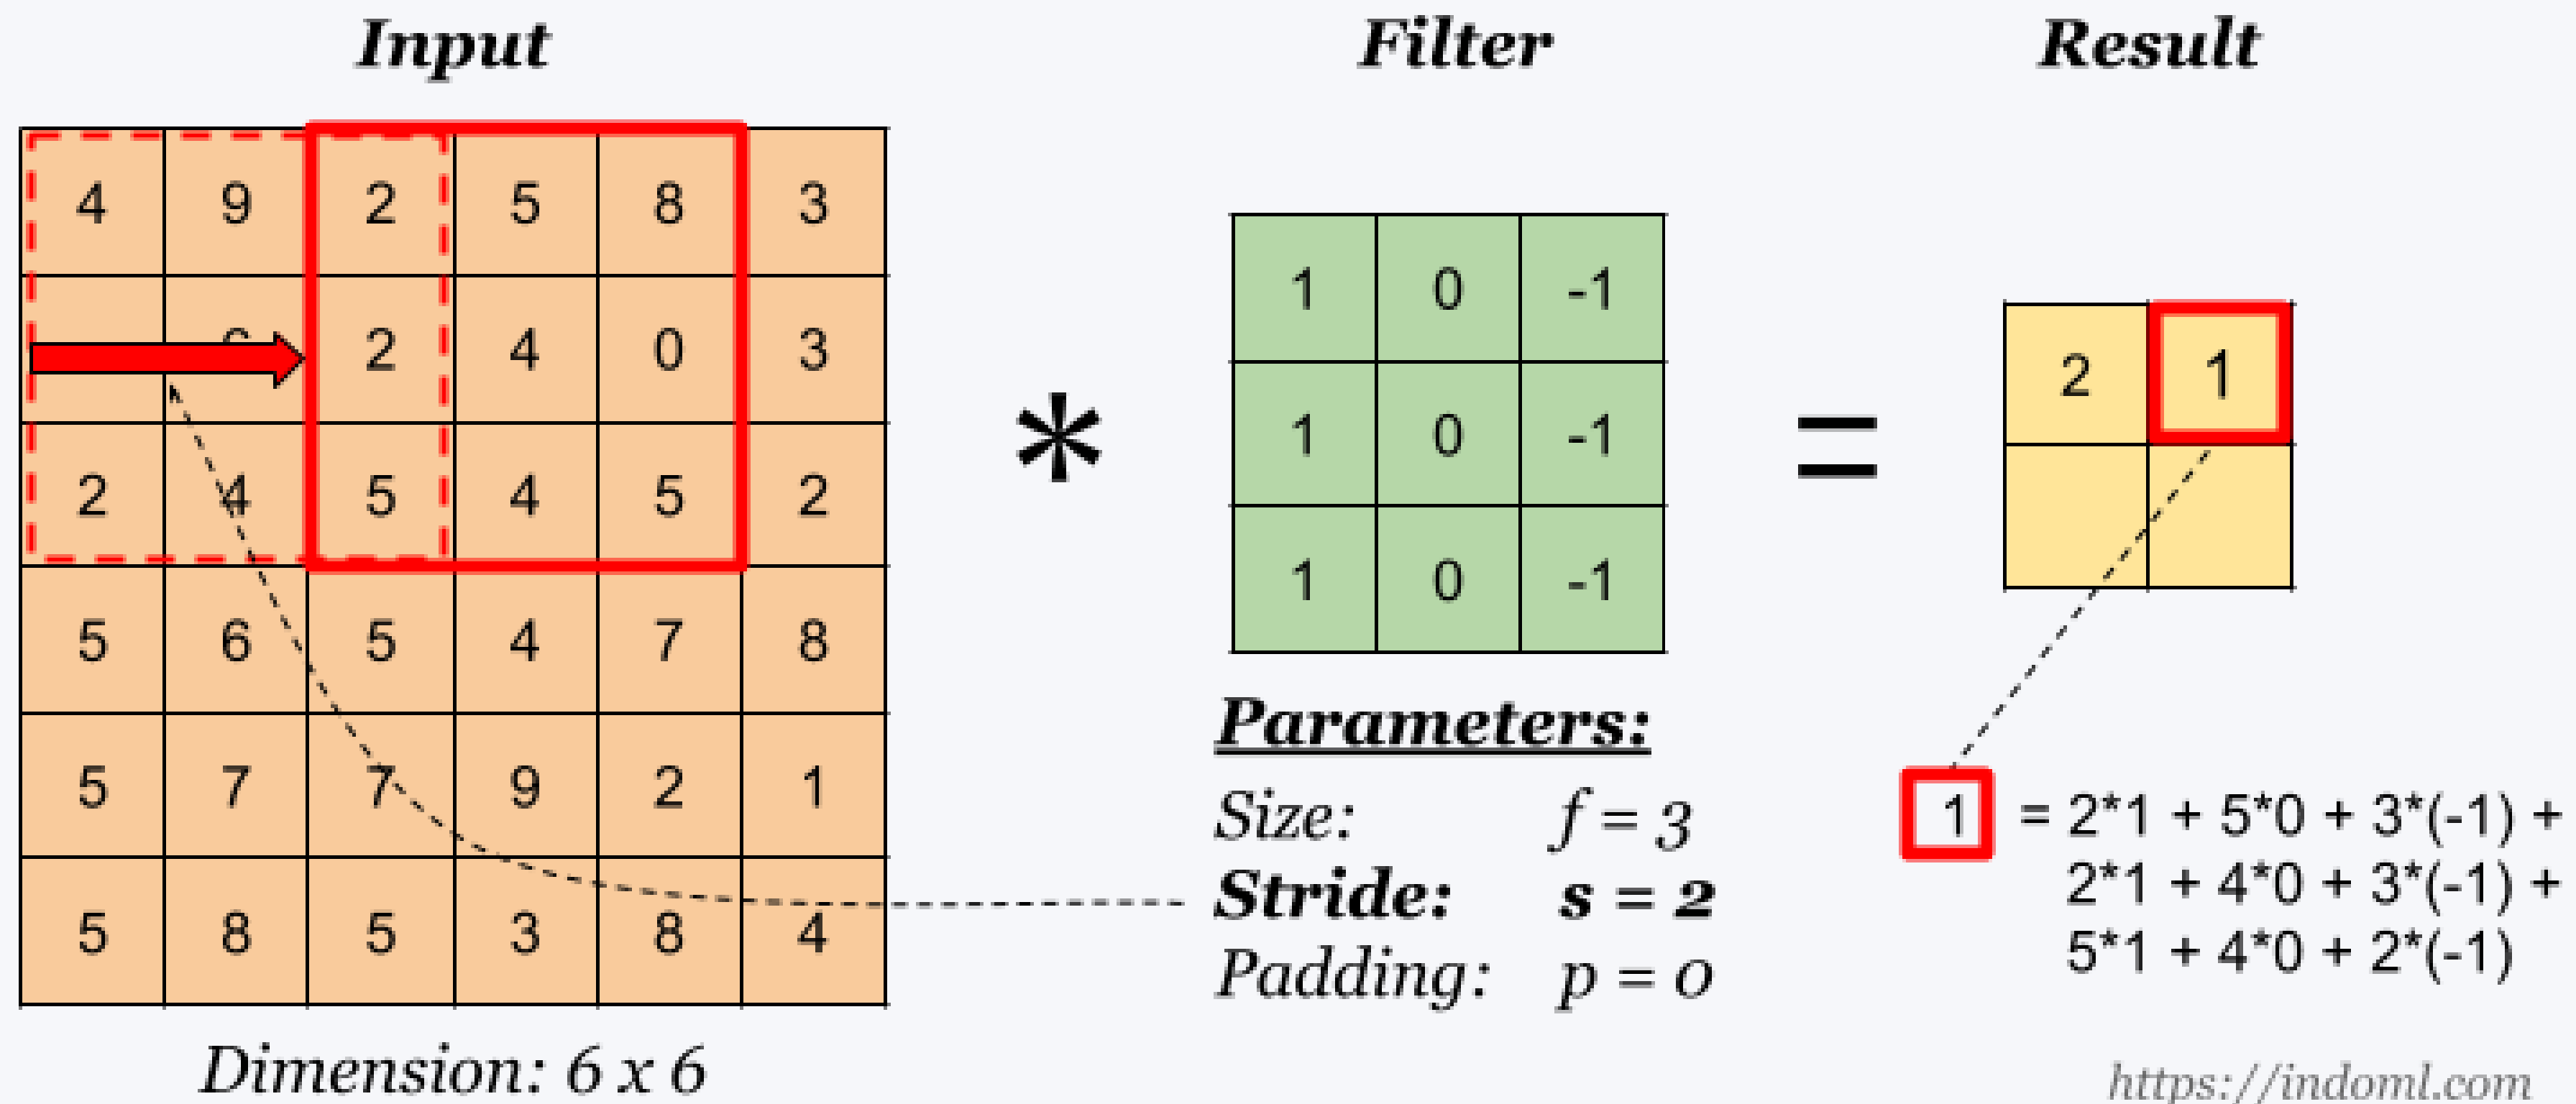 Input Filter Result
4 9 2 5 8 3
2 4 0 3
2 4 5 4 5 2
5 6 5 4 7 8
5 7 7 9 2 1
5 8 5 3 8 4
Dimension: 6 x 6
*
1 0 -1
1 0 -1
1 0 -1
Parameters:
Size: f = 3
Stride: s = 2
Padding: p = 0
=
2 1
1 = 2*1 + 5*0 + 3*(-1) +
2*1 + 4*0 + 3*(-1) +
5*1 + 4*0 + 2*(-1)
https://indoml.com